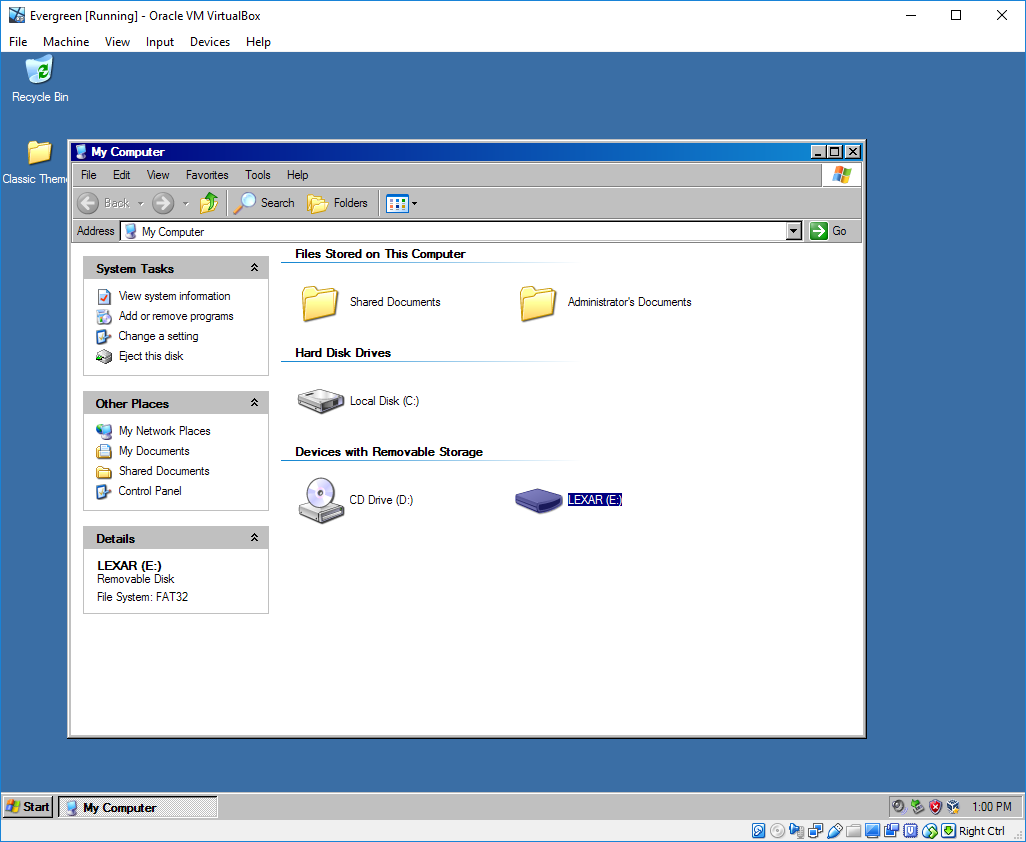 Evergreen [Running] - Oracle VM VirtualBox
File Machine View Input Devices Help
Recycle Bin
Classic Them
My Computer
File Edit View Favorites Tools Help
Back Search Folders
Address My Computer Go
System Tasks
View system information
Add or remove programs
Change a setting
Eject this disk
Other Places
My Network Places
My Documents
Shared Documents
Control Panel
Details
LEXAR (E:)
Removable Disk
File System: FAT32
Files Stored on This Computer
Shared Documents Administrator's Documents
Hard Disk Drives
Local Disk (C:)
Devices with Removable Storage
CD Drive (D:) LEXAR (E:)
Start My Computer 1:00 PM
Right Ctrl